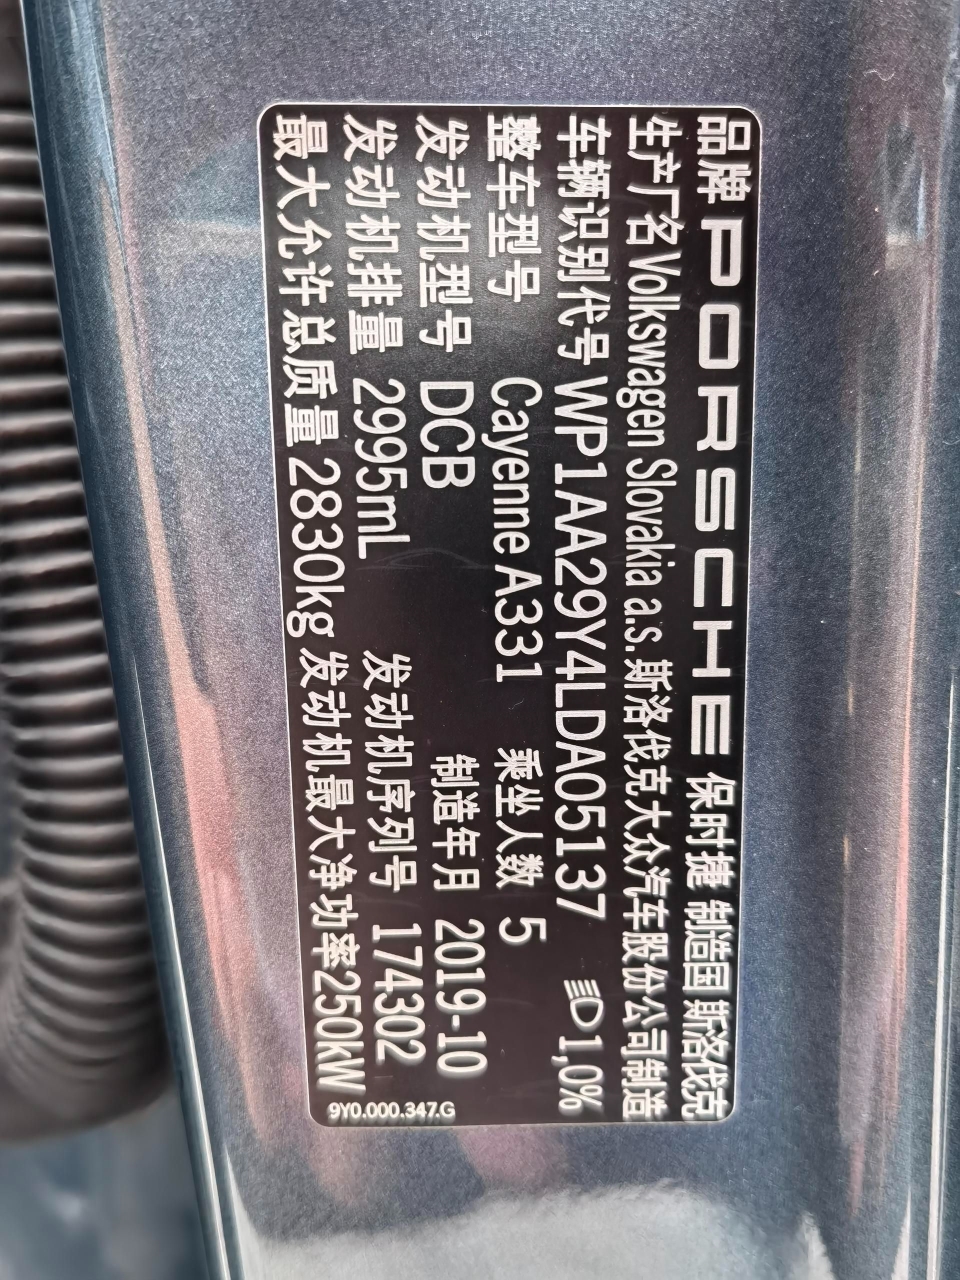 品牌 PORSCHE 保时捷 制造国 斯洛伐克
生产厂名 Volkswagen Slovakia a.s. 斯洛伐克大众汽车股份公司制造
车辆识别代号 WP1AA29Y4LDA05137 1,0%
整车型号 Cayenne A331 乘坐人数 5
发动机型号 DCB 制造年月 2019-10
发动机排量 2995mL 发动机序列号 174302
最大允许总质量 2830kg 发动机最大净功率250kW
9Y0.000.347.G